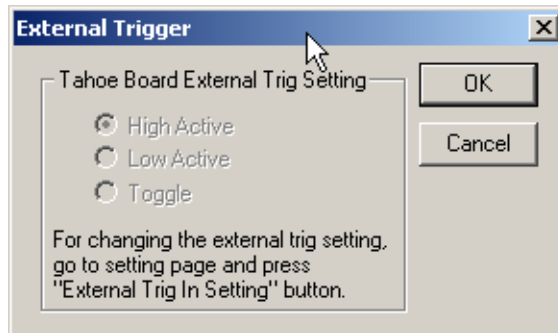 External Trigger
Tahoe Board External Trig Setting
OK
High Active
Cancel
Low Active
Toggle
For changing the external trig setting,
go to setting page and press
"External Trig In Setting" button.